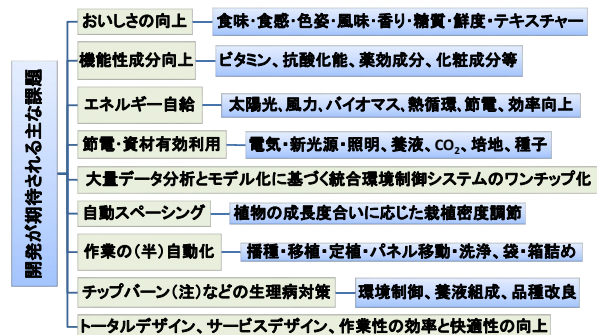 開発が期待される主な課題
おいしさの向上
食味・食感・色姿・風味・香り・糖質・鮮度・テキスチャー
機能性成分向上
ビタミン、抗酸化能、薬効成分、化粧成分等
エネルギー自給
太陽光、風力、バイオマス、熱循環、節電、効率向上
節電・資材有効利用
電気・新光源・照明、養液、CO₂、培地、種子
大量データ分析とモデル化に基づく統合環境制御システムのワンチップ化
自動スペーシング
植物の成長度合いに応じた栽植密度調節
作業の(半)自動化
播種・移植・定植・パネル移動・洗浄、袋・箱詰め
チップバーン(注)などの生理病対策
環境制御、養液組成、品種改良
トータルデザイン、サービスデザイン、作業性の効率と快適性の向上